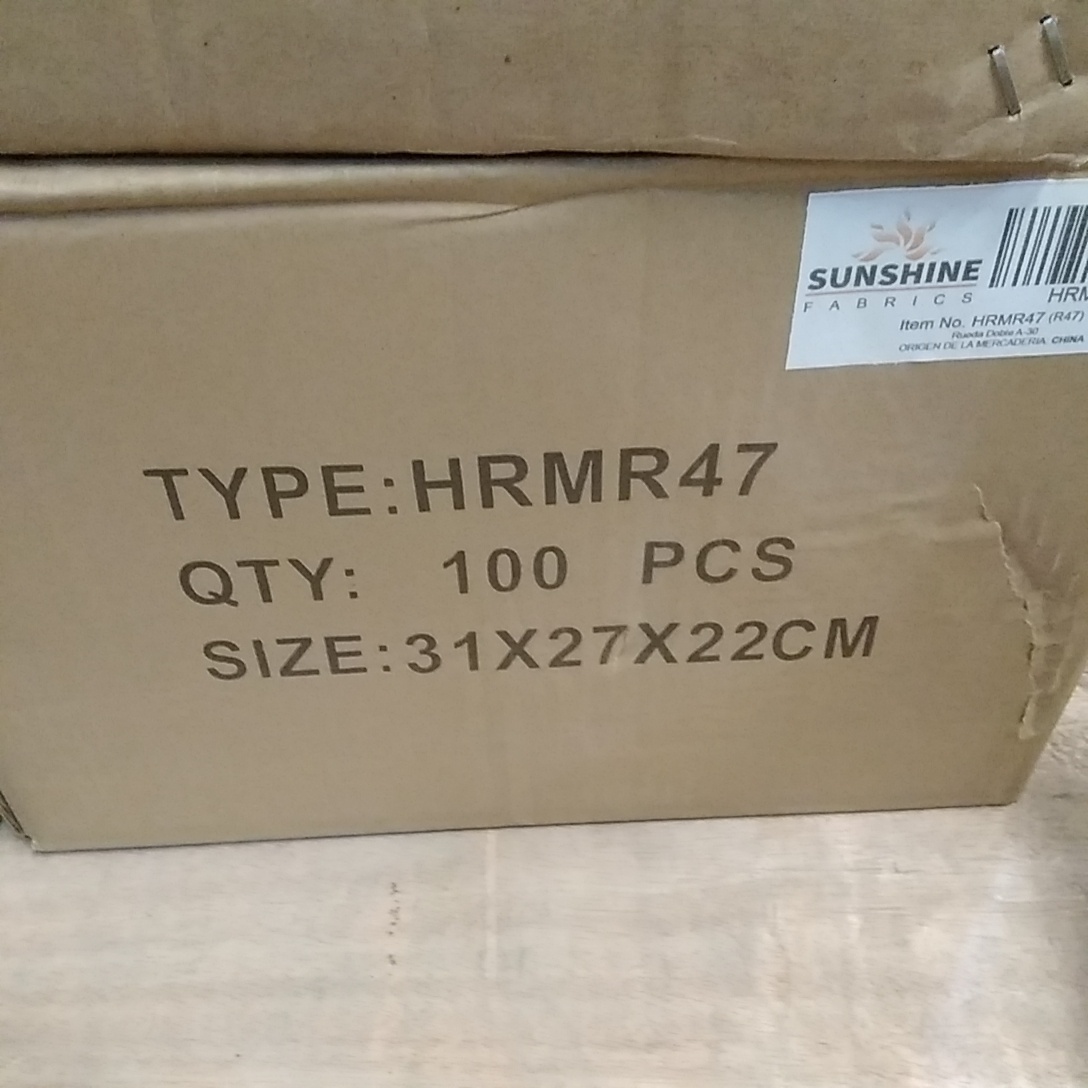 SUNSHINE
FABRICS
HRM
Item No. HRMR47 (R47)
Rueda Doble A-30
ORIGEN DE LA MERCADERIA: CHINA
TYPE:HRMR47
QTY: 100 PCS
SIZE:31X27X22CM